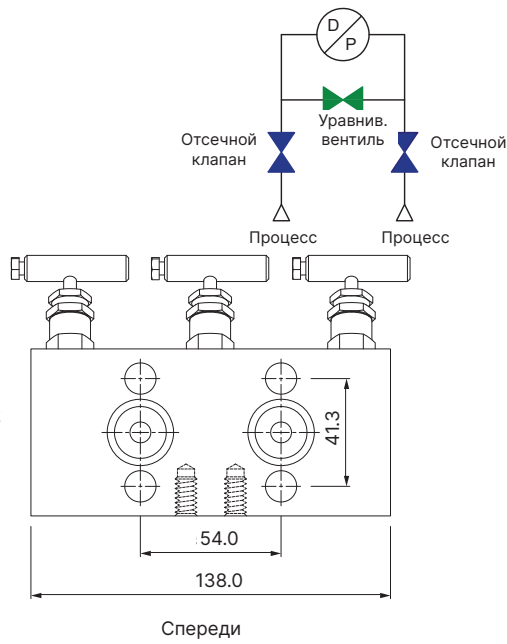 D
P
Уравнив.
вентиль
Отсечной
клапан
Отсечной
клапан
Процесс
Процесс
41.3
54.0
138.0
Спереди